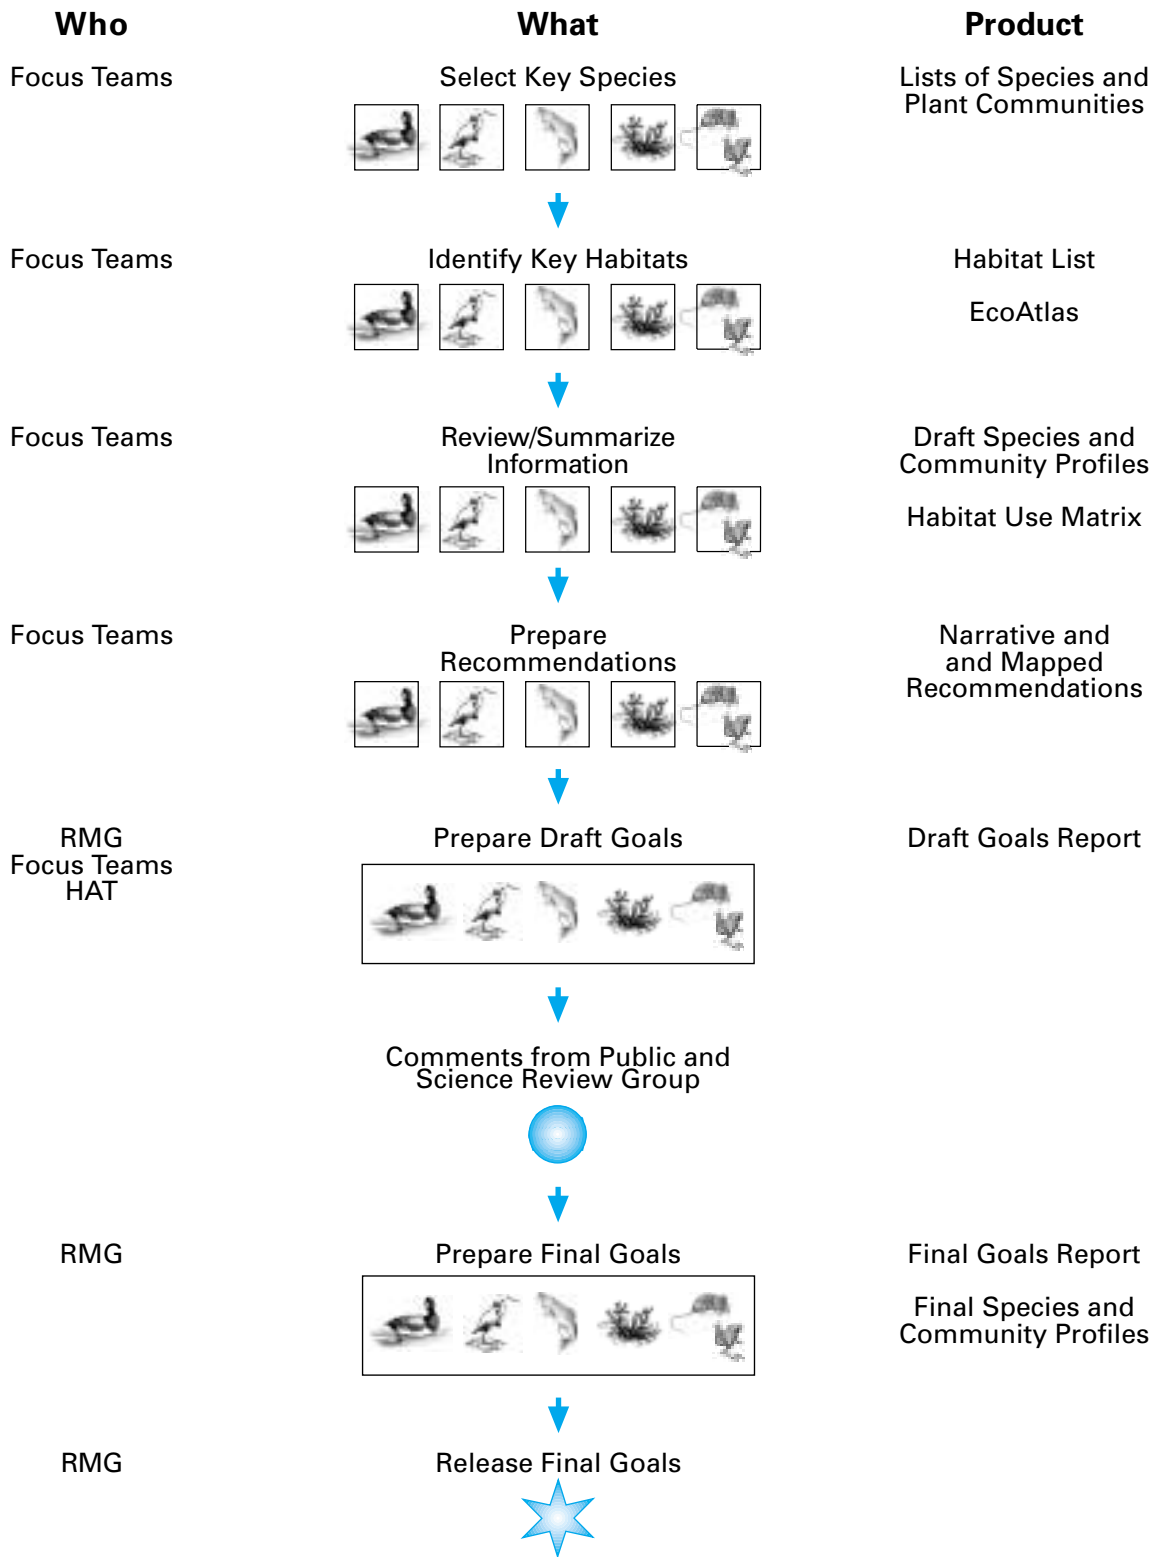 Who What Product
Focus Teams Select Key Species Lists of Species and
Plant Communities
Focus Teams Identify Key Habitats Habitat List
EcoAtlas
Focus Teams Review/Summarize Draft Species and
Information Community Profiles
Habitat Use Matrix
Focus Teams Prepare Narrative and
Recommendations and Mapped
Recommendations
RMG Prepare Draft Goals Draft Goals Report
Focus Teams
HAT
Comments from Public and
Science Review Group
RMG Prepare Final Goals Final Goals Report
Final Species and
Community Profiles
RMG Release Final Goals